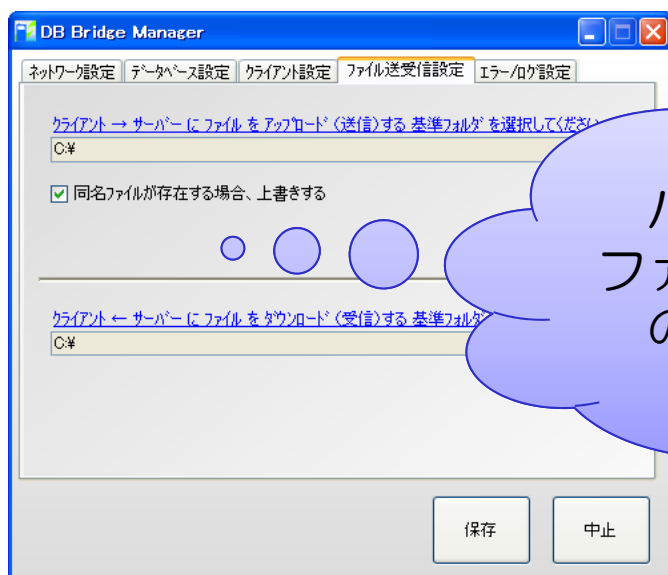 DB Bridge Manager
ネットワーク設定
データベース設定
クライアント設定
ファイル送受信設定
エラー/ログ設定
クライアント → サーバー に ファイル を アップロード (送信)する 基準フォルダ を選択してください
C:¥
同名ファイルが存在する場合、上書きする
クライアント ← サーバー に ファイル を ダウンロード (受信)する 基準フォルダ
C:¥
ファ
の
保存
中止